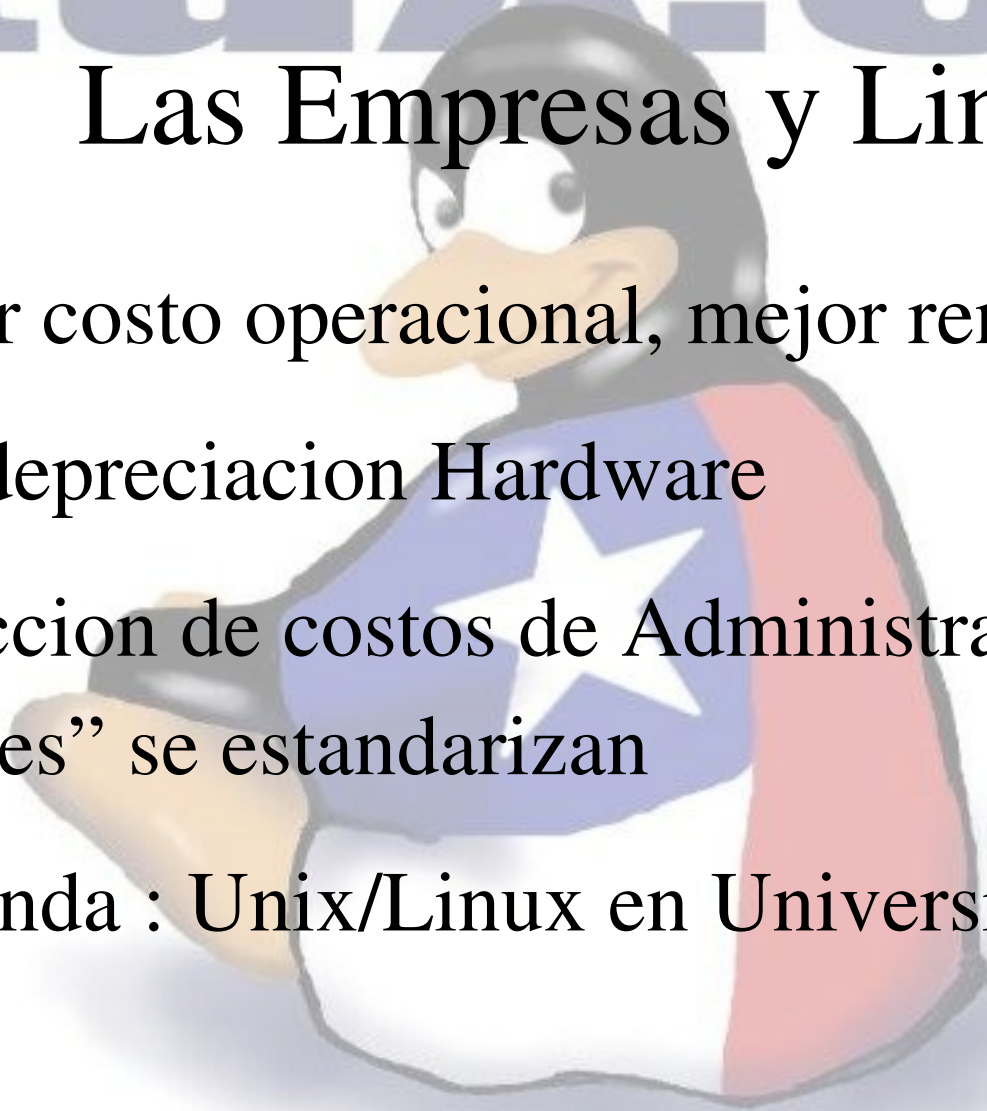 Las Empresas y Lin
r costo operacional, mejor ren
depreciacion Hardware
ccion de costos de Administra
es” se estandarizan
nda : Unix/Linux en Universi